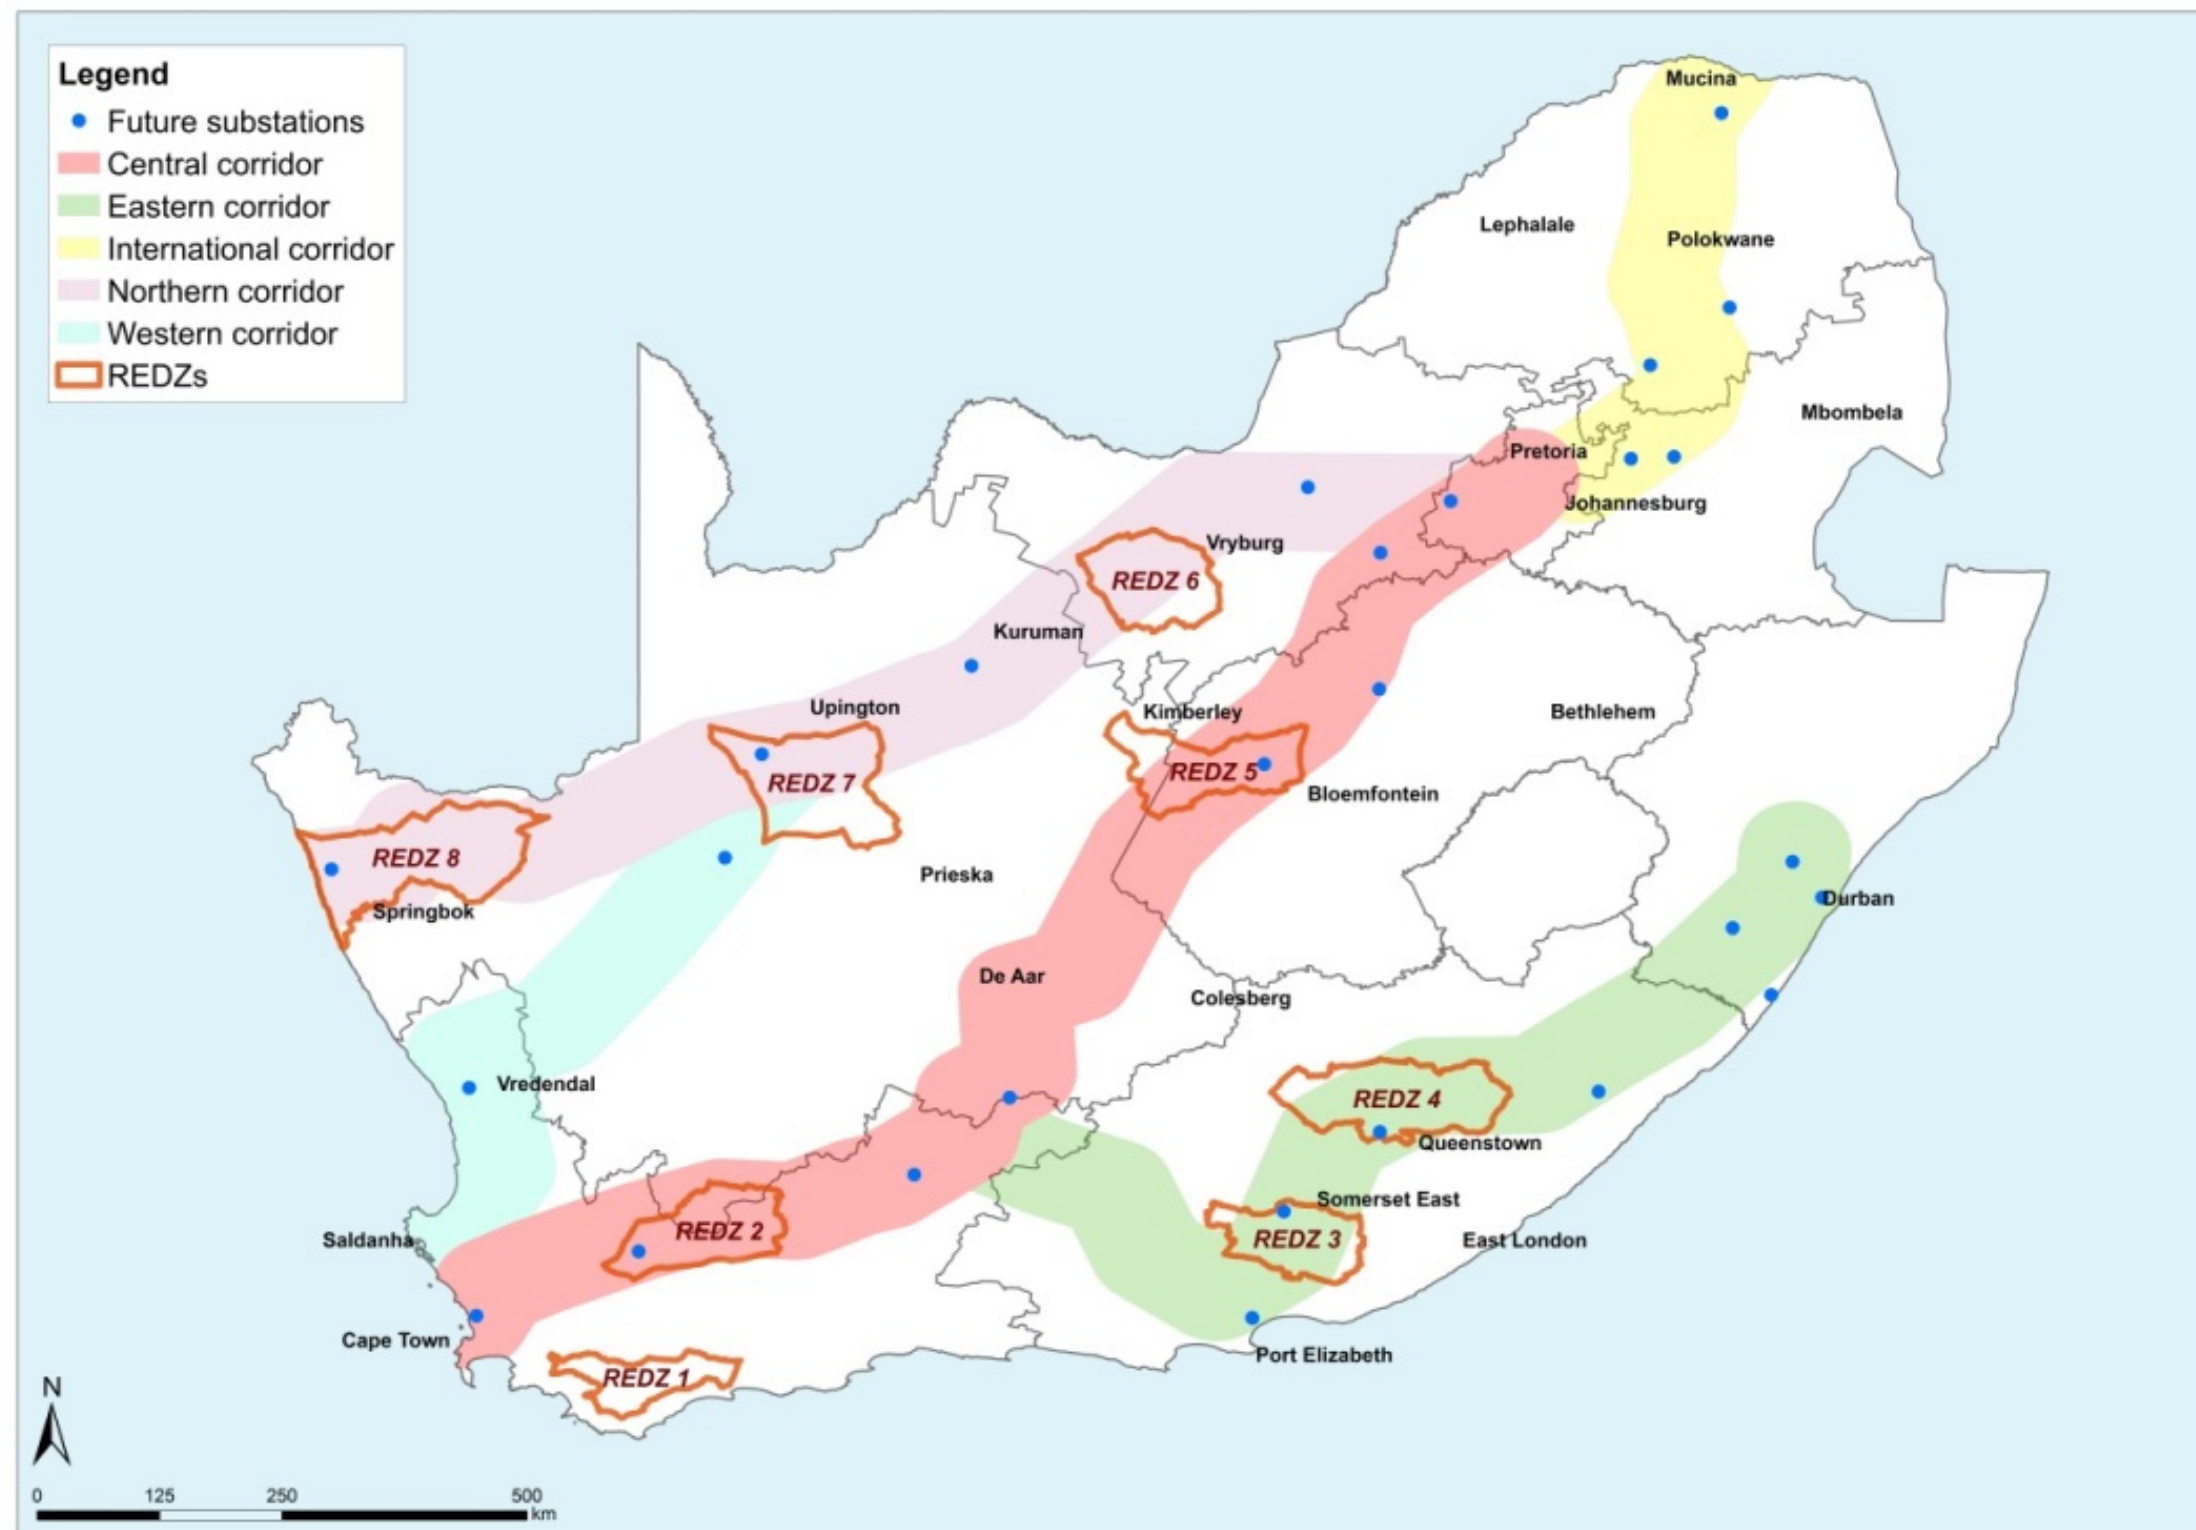 Legend
Future substations
Central corridor
Eastern corridor
International corridor
Northern corridor
Western corridor
REDZs
Mucina
Lephalale
Polokwane
Mbombela
Pretoria
Johannesburg
Vryburg
REDZ 6
Kuruman
Upington
Kimberley
Bethlehem
REDZ 7
REDZ 5
Bloemfontein
REDZ 8
Prieska
Springbok
Durban
De Aar
Colesberg
Vredendal
REDZ 4
Queenstown
Somerset East
REDZ 2
REDZ 3
East London
Saldanha
Cape Town
Port Elizabeth
REDZ 1
N
0 125 250 500
km